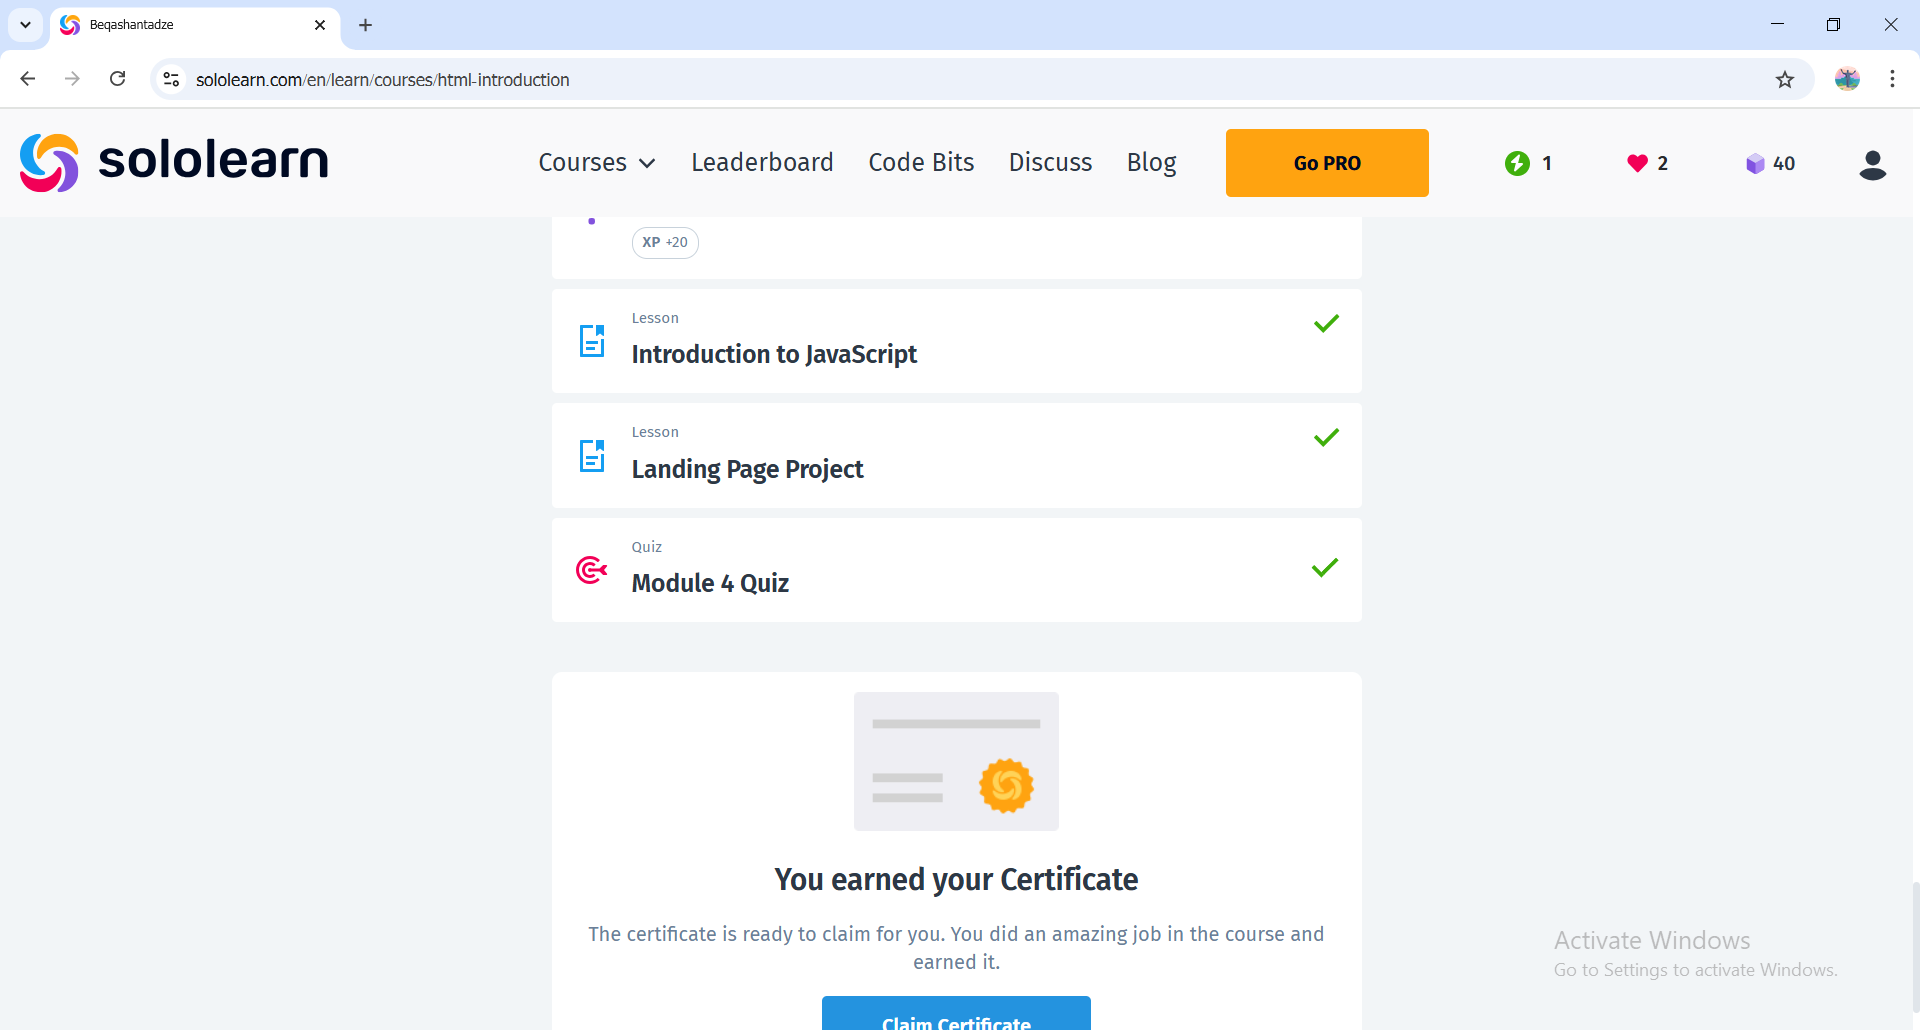 Beqashantadze
sololearn.com/en/learn/courses/html-introduction
sololearn
Courses
Leaderboard
Code Bits
Discuss
Blog
Go PRO
1
2
40
XP +20
Lesson
Introduction to JavaScript
Lesson
Landing Page Project
Quiz
Module 4 Quiz
You earned your Certificate
The certificate is ready to claim for you. You did an amazing job in the course and
earned it.
Claim Certificate
Activate Windows
Go to Settings to activate Windows.